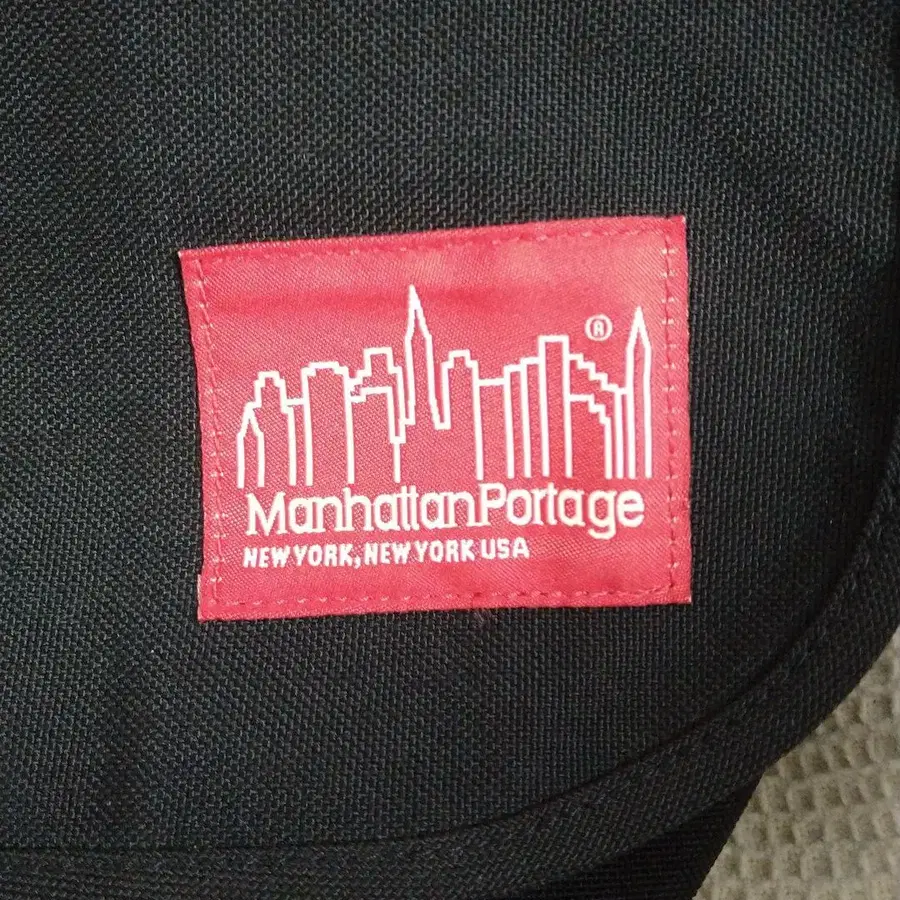 ®
ManhattanPortage
NEW YORK, NEW YORK USA